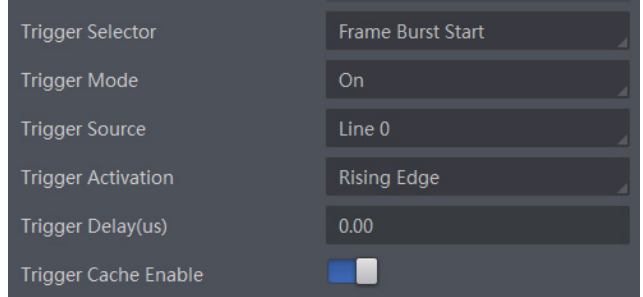 Trigger Selector Frame Burst Start
Trigger Mode On
Trigger Source Line 0
Trigger Activation Rising Edge
Trigger Delay(us) 0.00
Trigger Cache Enable